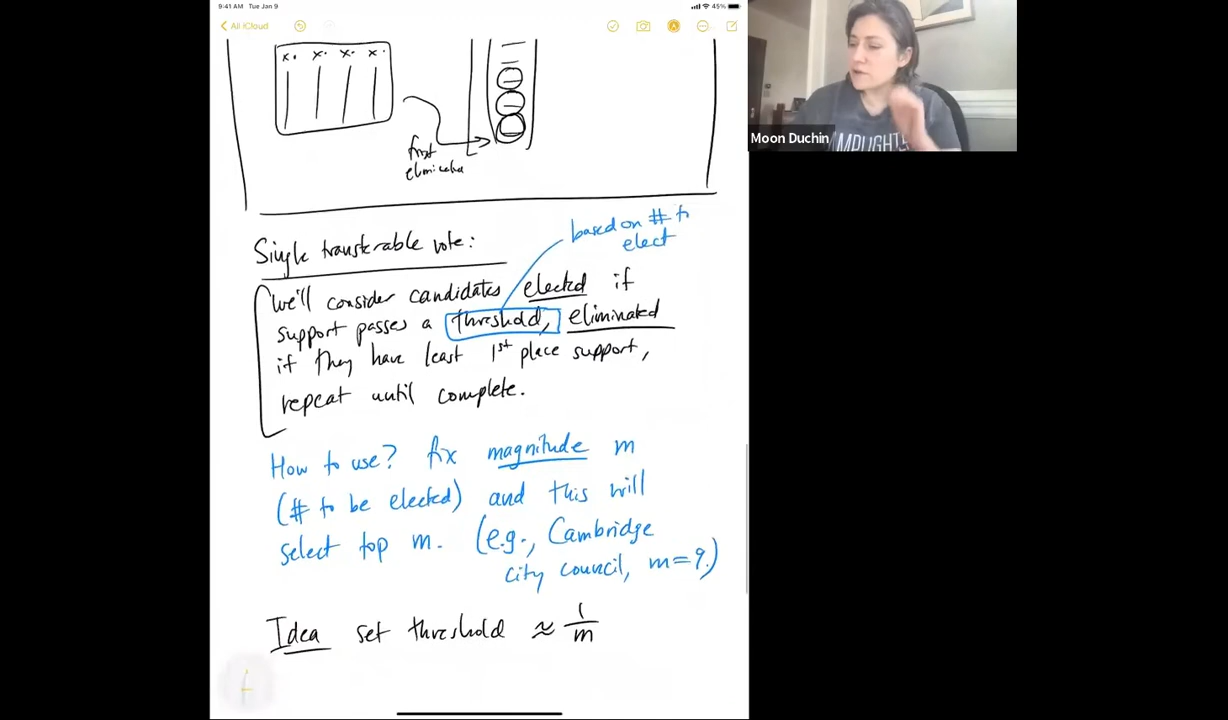 9:41 AM Tue Jan 9
45%
All iCloud
x. x. x. x.
first
eliminated
Single transferable vote:
based on # to
elect
We'll consider candidates elected if
support passes a threshold, eliminated
if they have least 1st place support,
repeat until complete.
How to use? fix magnitude m
(# to be elected) and this will
select top m. (e.g., Cambridge
city council, m=9.)
Idea set threshold ≈ 1/m
Moon Duchin